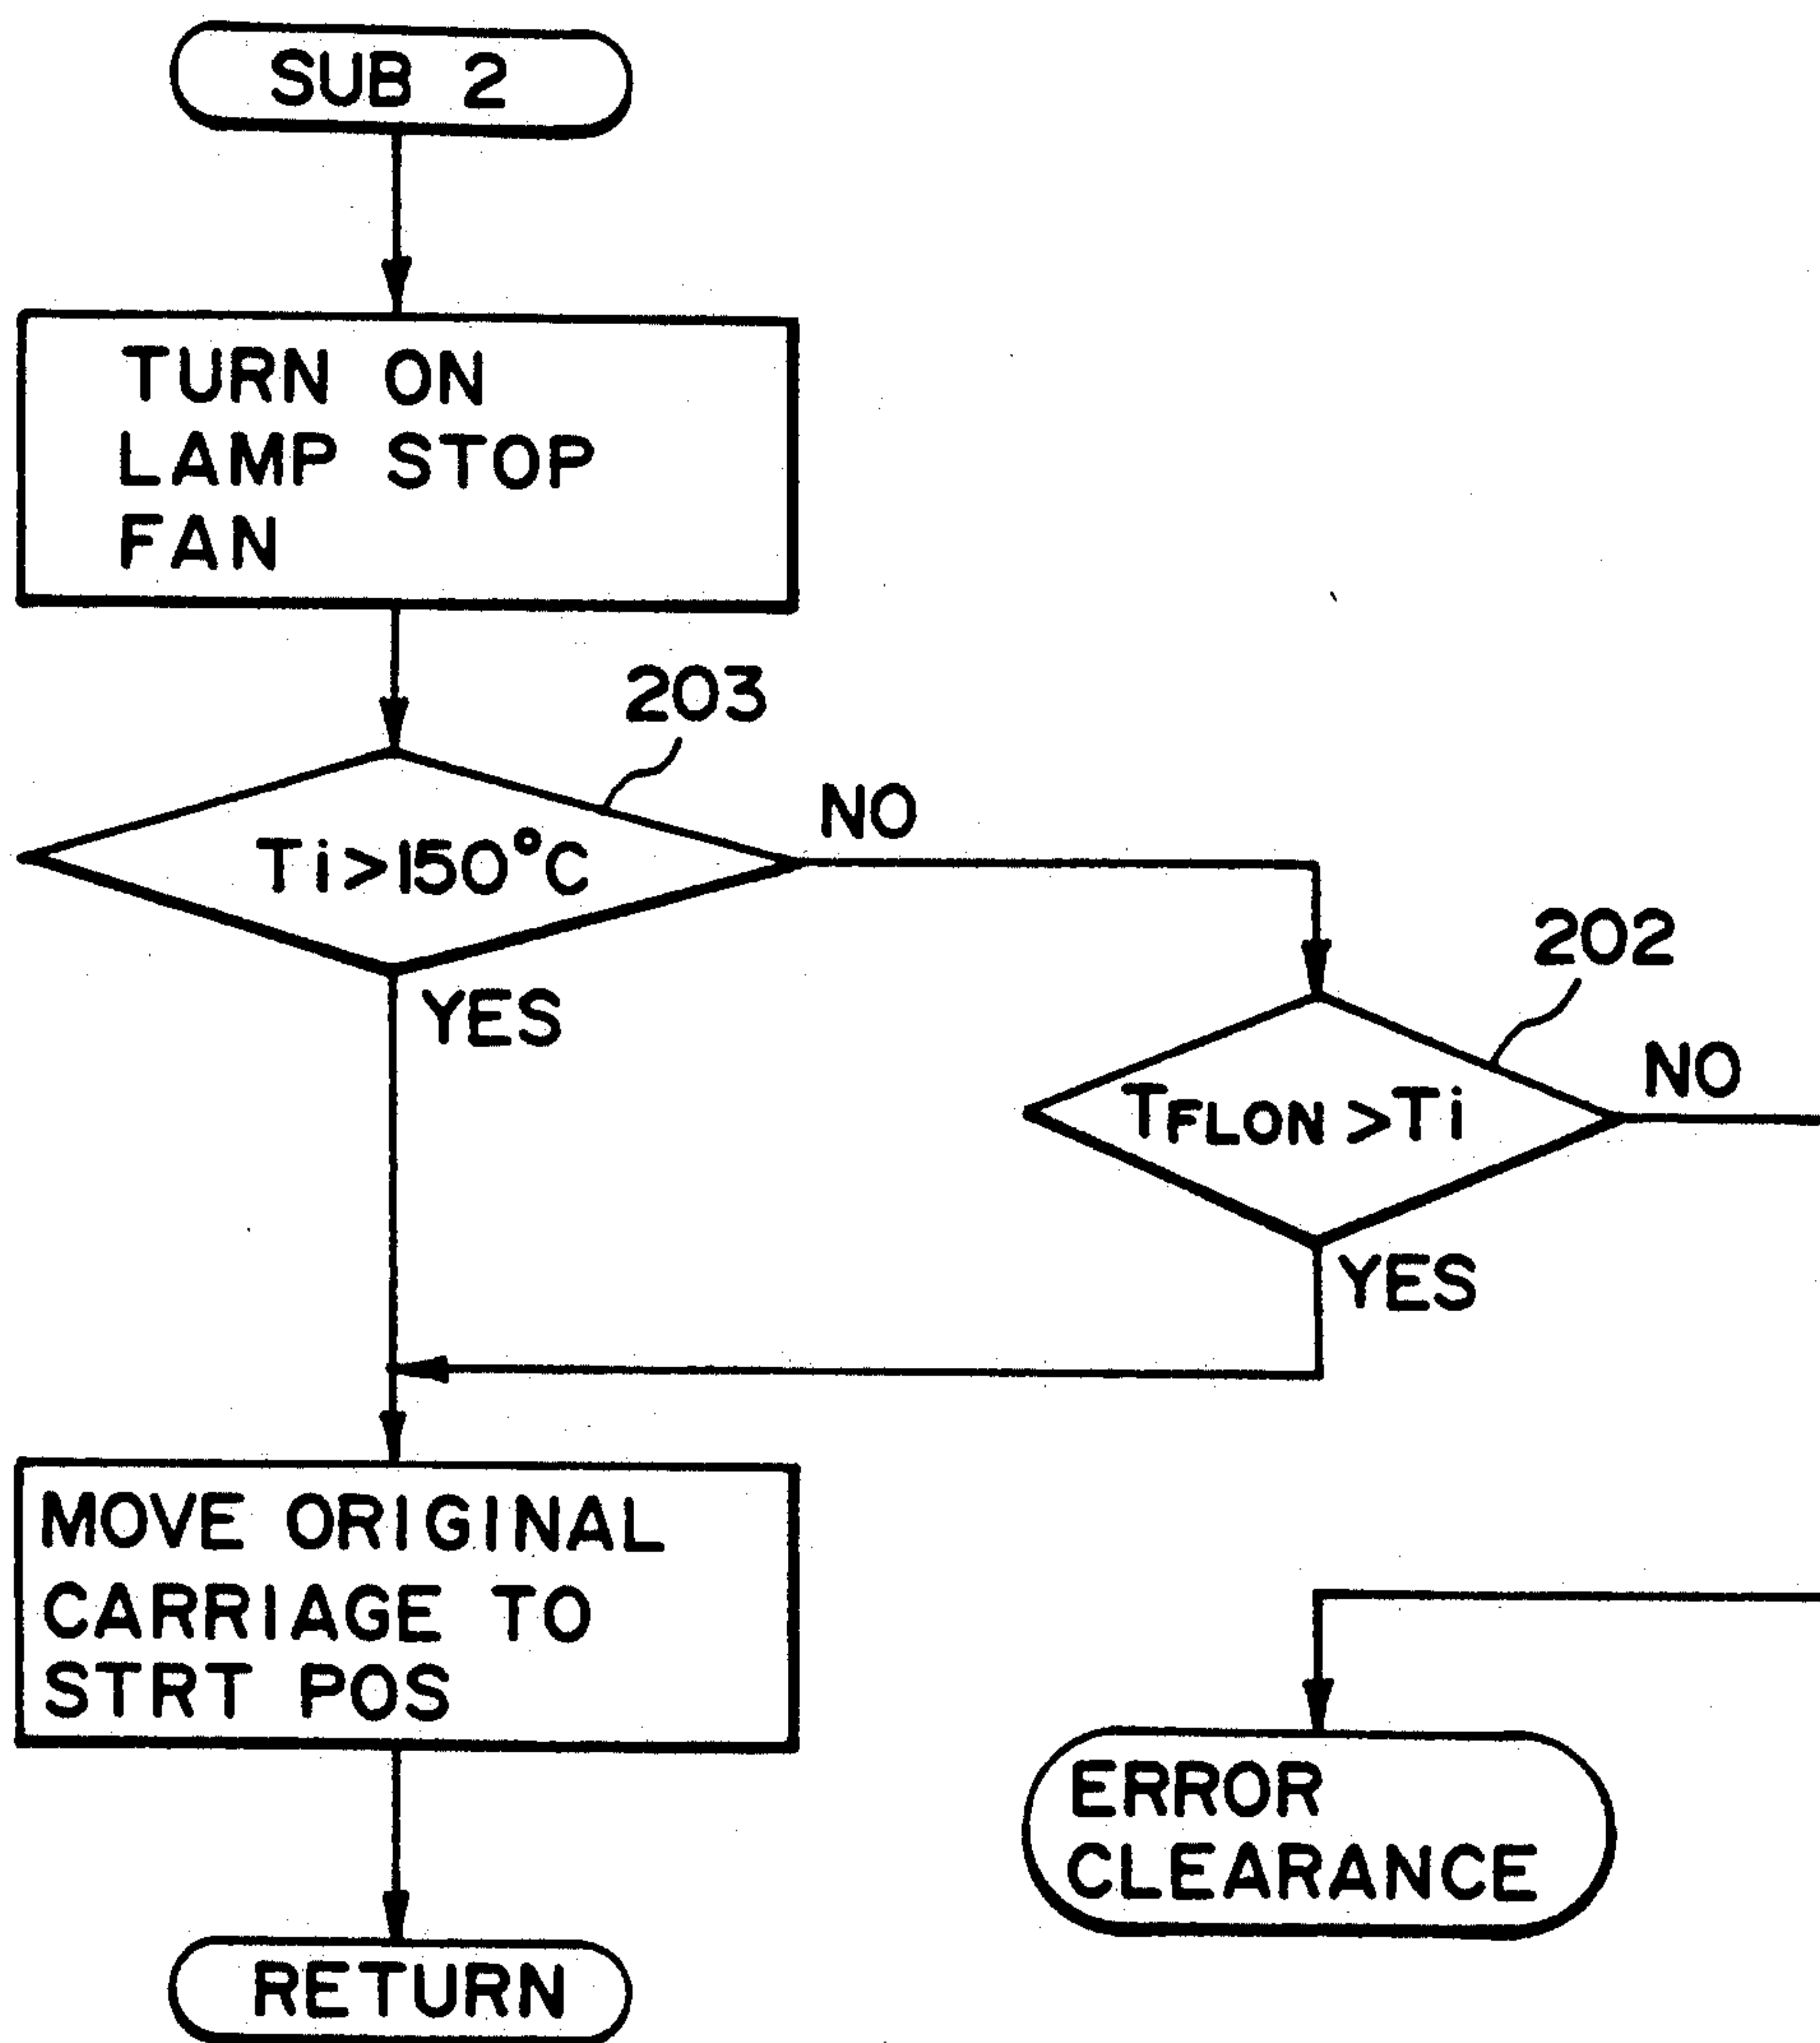 SUB 2
TURN ON
LAMP STOP
FAN
203
Ti>150°C
NO
YES
202
TFLON>Ti
NO
YES
MOVE ORIGINAL
CARRIAGE TO
STRT POS
ERROR
CLEARANCE
RETURN